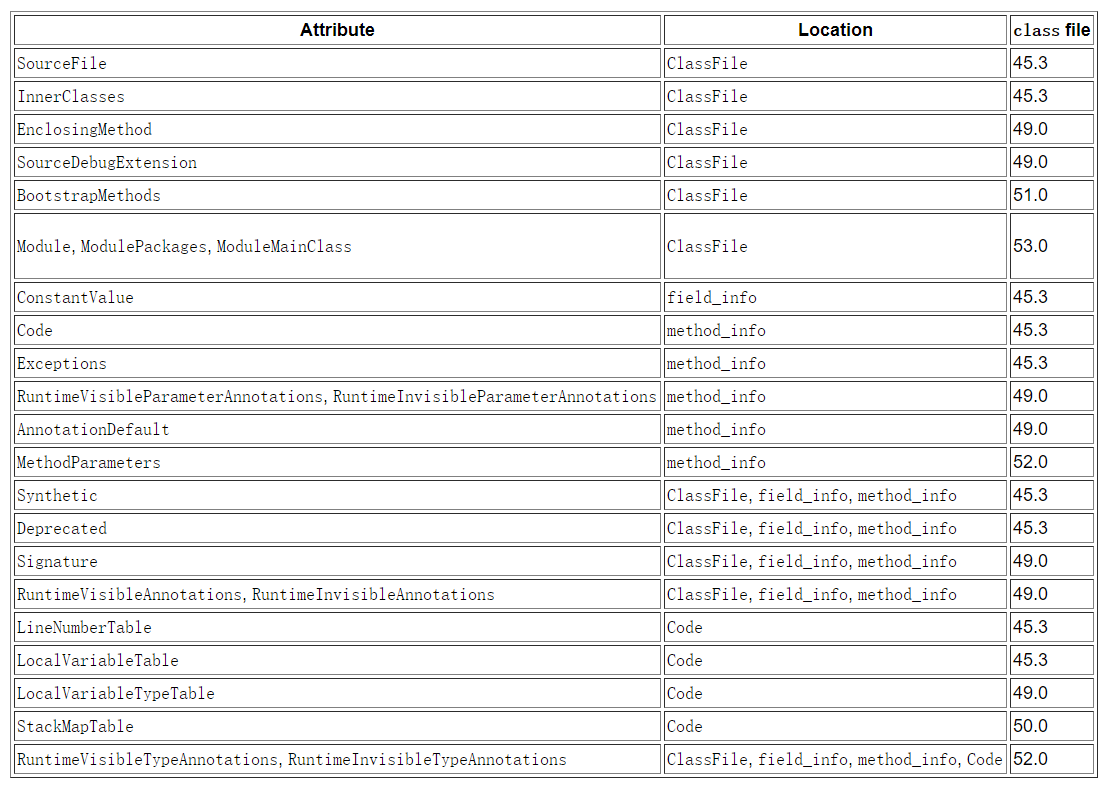 Attribute Location class file
SourceFile ClassFile 45.3
InnerClasses ClassFile 45.3
EnclosingMethod ClassFile 49.0
SourceDebugExtension ClassFile 49.0
BootstrapMethods ClassFile 51.0
Module, ModulePackages, ModuleMainClass ClassFile 53.0
ConstantValue field_info 45.3
Code method_info 45.3
Exceptions method_info 45.3
RuntimeVisibleParameterAnnotations, RuntimeInvisibleParameterAnnotations method_info 49.0
AnnotationDefault method_info 49.0
MethodParameters method_info 52.0
Synthetic ClassFile, field_info, method_info 45.3
Deprecated ClassFile, field_info, method_info 45.3
Signature ClassFile, field_info, method_info 49.0
RuntimeVisibleAnnotations, RuntimeInvisibleAnnotations ClassFile, field_info, method_info 49.0
LineNumberTable Code 45.3
LocalVariableTable Code 45.3
LocalVariableTypeTable Code 49.0
StackMapTable Code 50.0
RuntimeVisibleTypeAnnotations, RuntimeInvisibleTypeAnnotations ClassFile, field_info, method_info, Code 52.0